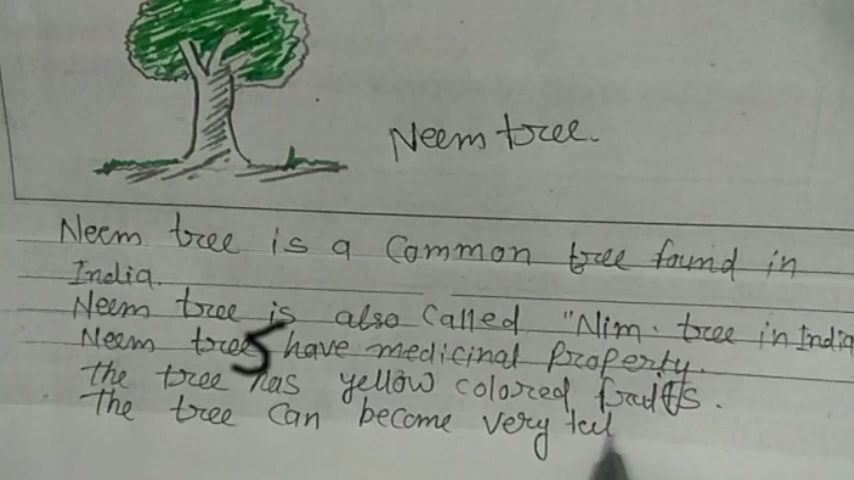 Neem tree.
Neem tree is a Common tree found in
India.
Neem tree is also Called "Nim. tree in India
Neem trees have medicinal Property.
the tree has yellow colored fruits.
the tree can become very tall